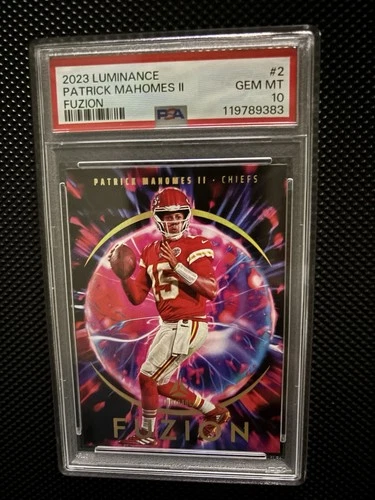 2023 LUMINANCE #2
PATRICK MAHOMES II GEM MT
FUZION 10
PSA 119789383
PATRICK MAHOMES II · CHIEFS
15
FUZION